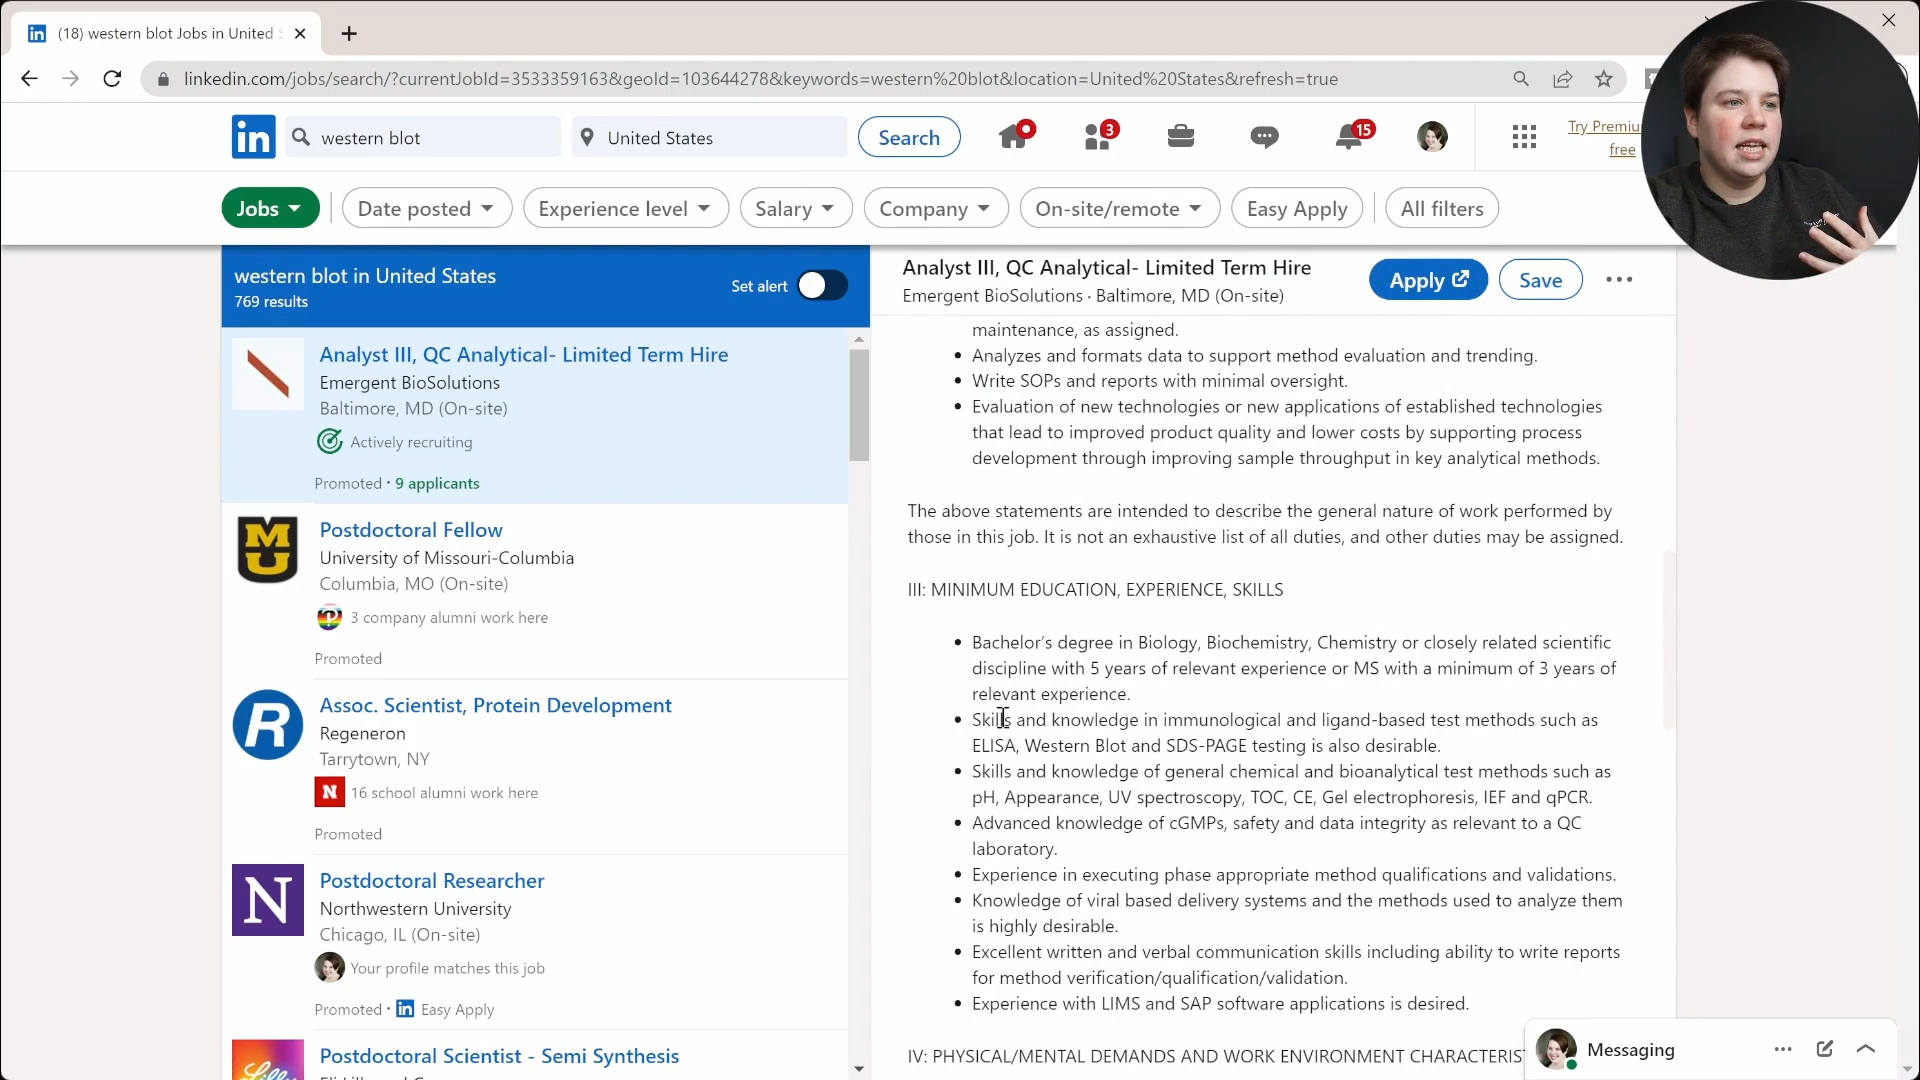 (18) western blot Jobs in United S
linkedin.com/jobs/search/?currentJobId=3533359163&geoId=103644278&keywords=western%20blot&location=United%20States&refresh=true
in
western blot
United States
Search
3
15
Try Premiu
free
Jobs
Date posted
Experience level
Salary
Company
On-site/remote
Easy Apply
All filters
western blot in United States
769 results
Set alert
Analyst III, QC Analytical- Limited Term Hire
Emergent BioSolutions
Baltimore, MD (On-site)
Actively recruiting
Promoted · 9 applicants
MU
Postdoctoral Fellow
University of Missouri-Columbia
Columbia, MO (On-site)
3 company alumni work here
Promoted
R
Assoc. Scientist, Protein Development
Regeneron
Tarrytown, NY
N
16 school alumni work here
Promoted
N
Postdoctoral Researcher
Northwestern University
Chicago, IL (On-site)
Your profile matches this job
Promoted · in Easy Apply
Lilly
Postdoctoral Scientist - Semi Synthesis
Analyst III, QC Analytical- Limited Term Hire
Emergent BioSolutions · Baltimore, MD (On-site)
Apply
Save
maintenance, as assigned.
• Analyzes and formats data to support method evaluation and trending.
• Write SOPs and reports with minimal oversight.
• Evaluation of new technologies or new applications of established technologies
that lead to improved product quality and lower costs by supporting process
development through improving sample throughput in key analytical methods.
The above statements are intended to describe the general nature of work performed by
those in this job. It is not an exhaustive list of all duties, and other duties may be assigned.
III: MINIMUM EDUCATION, EXPERIENCE, SKILLS
• Bachelor’s degree in Biology, Biochemistry, Chemistry or closely related scientific
discipline with 5 years of relevant experience or MS with a minimum of 3 years of
relevant experience.
• Skills and knowledge in immunological and ligand-based test methods such as
ELISA, Western Blot and SDS-PAGE testing is also desirable.
• Skills and knowledge of general chemical and bioanalytical test methods such as
pH, Appearance, UV spectroscopy, TOC, CE, Gel electrophoresis, IEF and qPCR.
• Advanced knowledge of cGMPs, safety and data integrity as relevant to a QC
laboratory.
• Experience in executing phase appropriate method qualifications and validations.
• Knowledge of viral based delivery systems and the methods used to analyze them
is highly desirable.
• Excellent written and verbal communication skills including ability to write reports
for method verification/qualification/validation.
• Experience with LIMS and SAP software applications is desired.
IV: PHYSICAL/MENTAL DEMANDS AND WORK ENVIRONMENT CHARACTERIST
Messaging